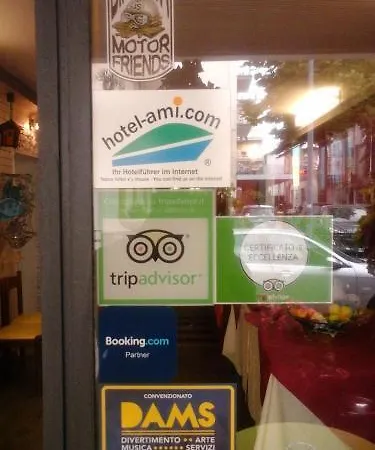 MOTOR
FRIENDS
hotel-ami.com
®
Ihr Hotelführer im Internet
tripadvisor®
CERTIFICATO DI
ECCELLENZA
Booking.com
Partner
CONVENZIONATO
DAMS
DIVERTIMENTO ARTE
MUSICA SERVIZI